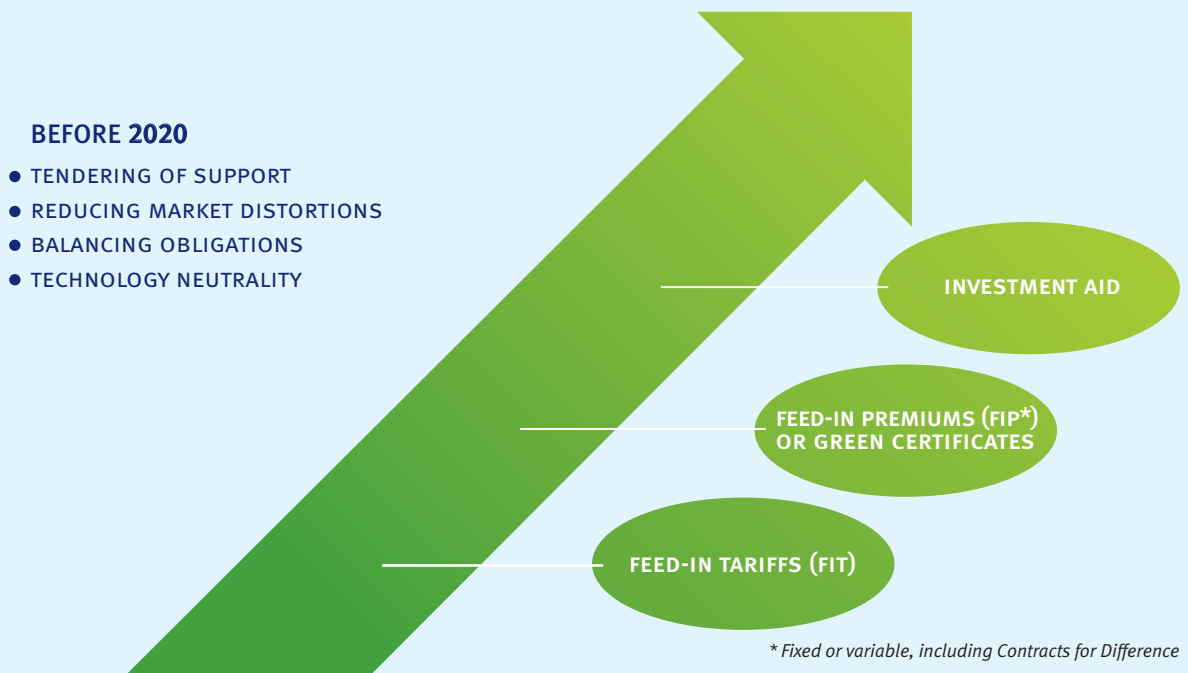 BEFORE 2020
● TENDERING OF SUPPORT
● REDUCING MARKET DISTORTIONS
● BALANCING OBLIGATIONS
● TECHNOLOGY NEUTRALITY
INVESTMENT AID
FEED-IN PREMIUMS (FIP*)
OR GREEN CERTIFICATES
FEED-IN TARIFFS (FIT)
* Fixed or variable, including Contracts for Difference